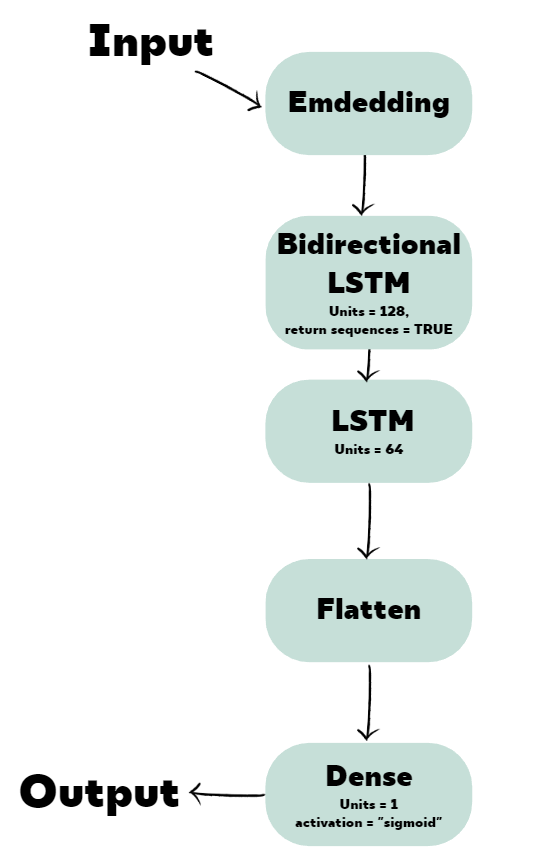 Input
Emdedding
Bidirectional
LSTM
Units = 128,
return sequences = TRUE
LSTM
Units = 64
Flatten
Dense
Units = 1
activation = "sigmoid"
Output